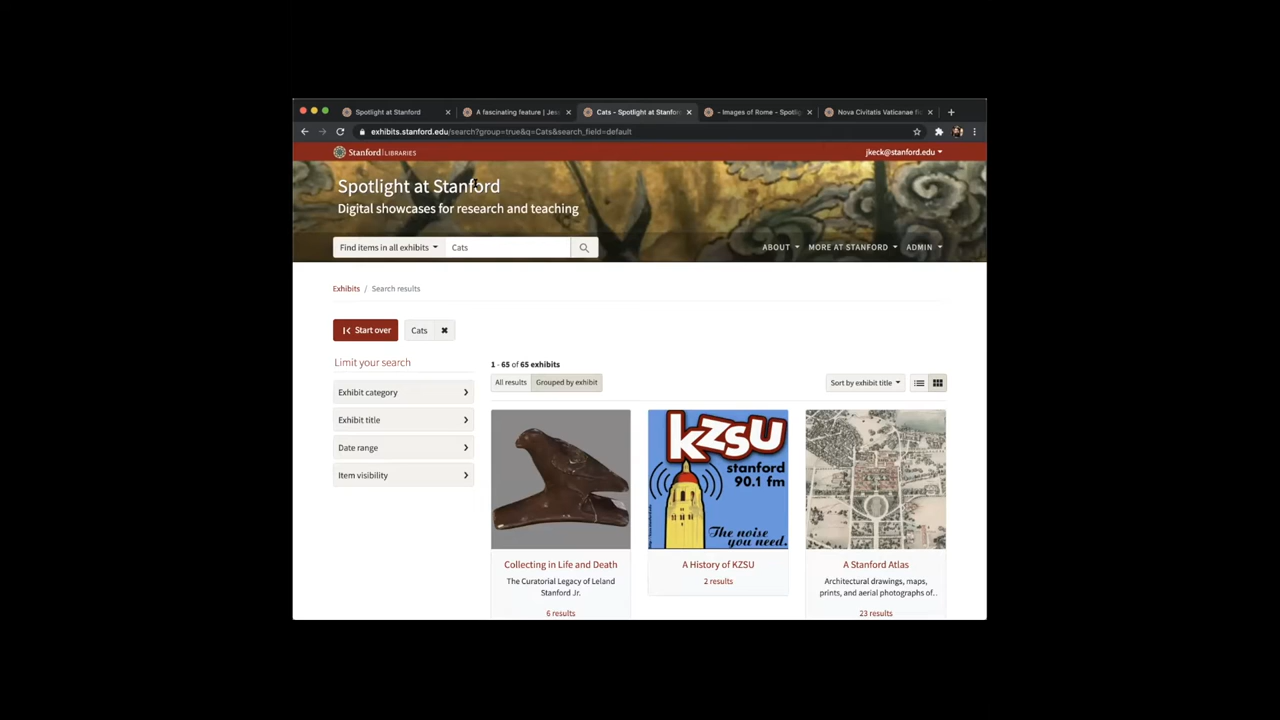 Spotlight at Stanford
A fascinating feature | Jes
Cats - Spotlight at Stanford
- Images of Rome - Spotli
Nova Civitatis Vaticanae
exhibits.stanford.edu/search?group=true&q=Cats&search_field=default
Stanford LIBRARIES
jkeck@stanford.edu
Spotlight at Stanford
Digital showcases for research and teaching
Find items in all exhibits
Cats
ABOUT
MORE AT STANFORD
ADMIN
Exhibits / Search results
Start over
Cats
Limit your search
Exhibit category
Exhibit title
Date range
Item visibility
1 - 65 of 65 exhibits
All results
Grouped by exhibit
Sort by exhibit title
KZSU
stanford
90.1 fm
The noise
you need.
Collecting in Life and Death
The Curatorial Legacy of Leland
Stanford Jr.
6 results
A History of KZSU
2 results
A Stanford Atlas
Architectural drawings, maps,
prints, and aerial photographs of..
23 results